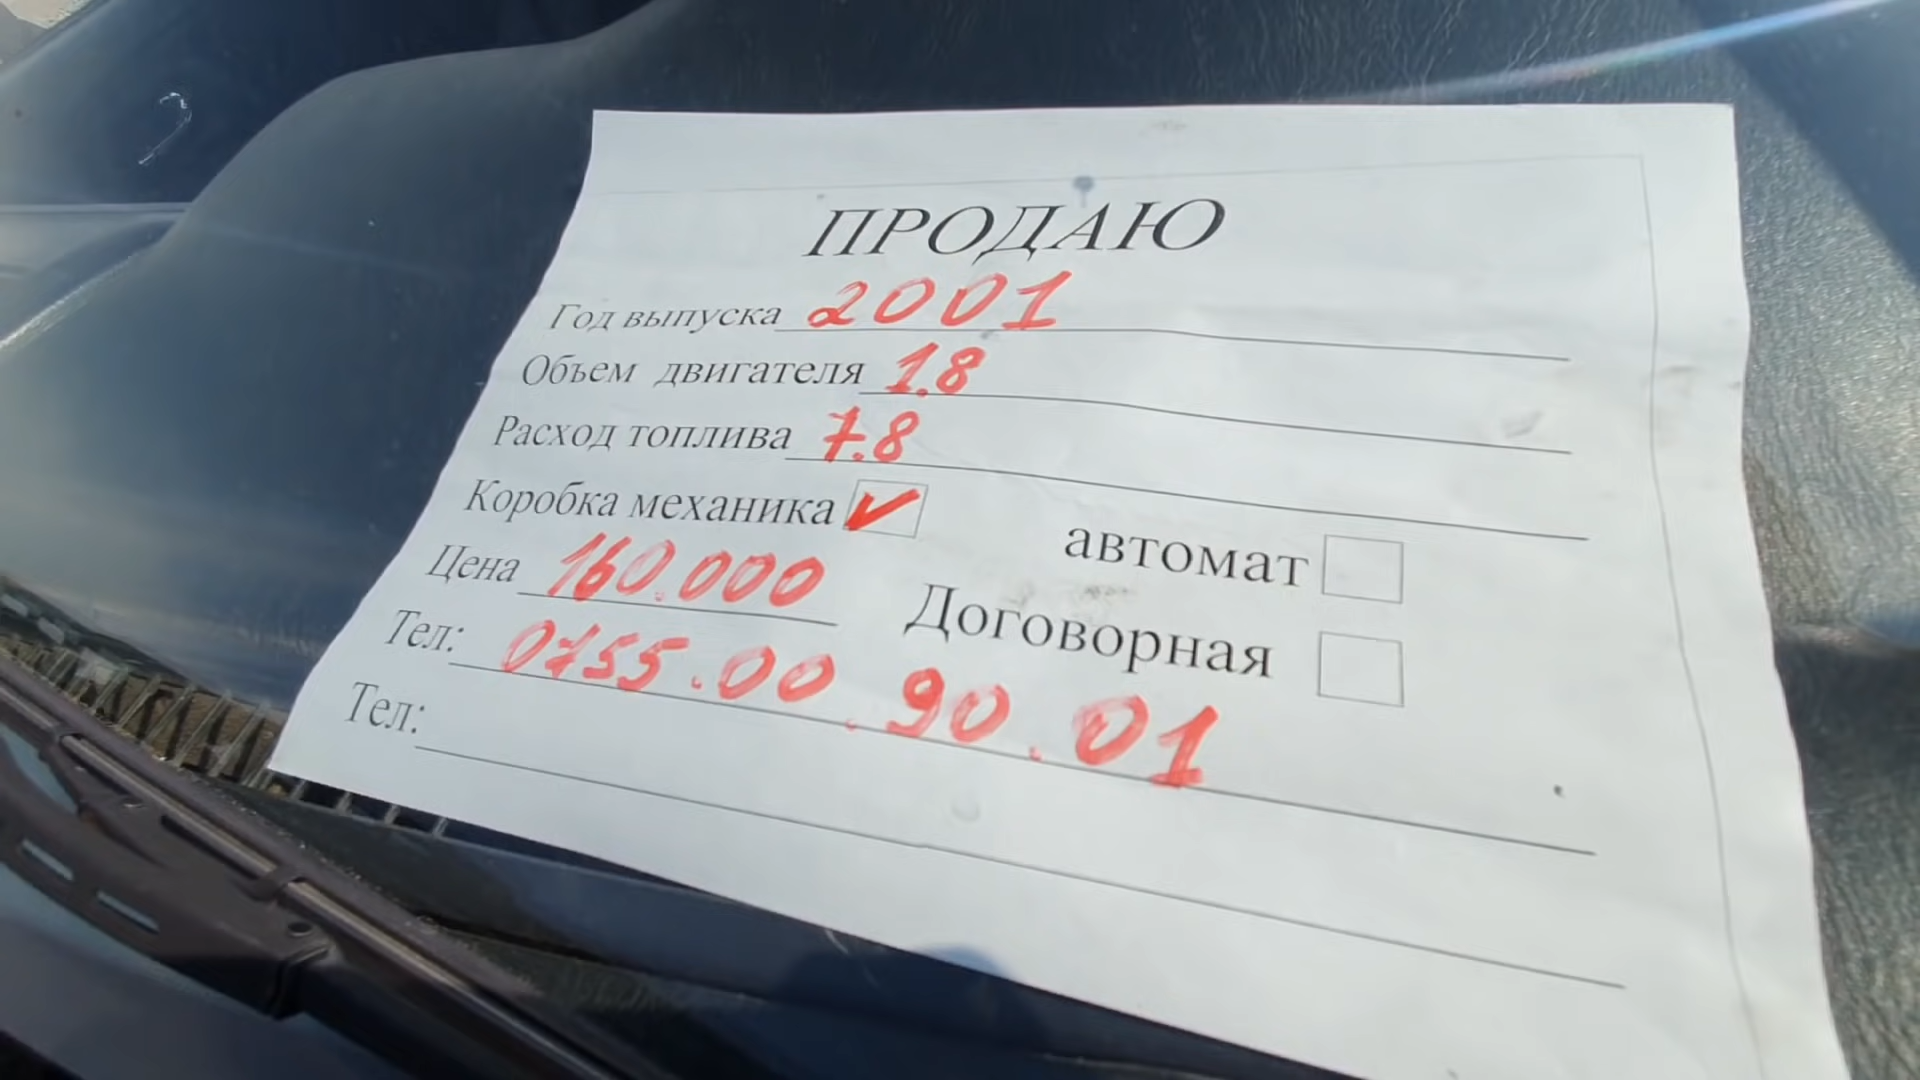 ПРОДАЮ
Год выпуска 2001
Объем двигателя 1.8
Расход топлива 7.8
Коробка механика ✓ автомат
Цена 160.000 Договорная
Тел: 0755.00.90.01
Тел: